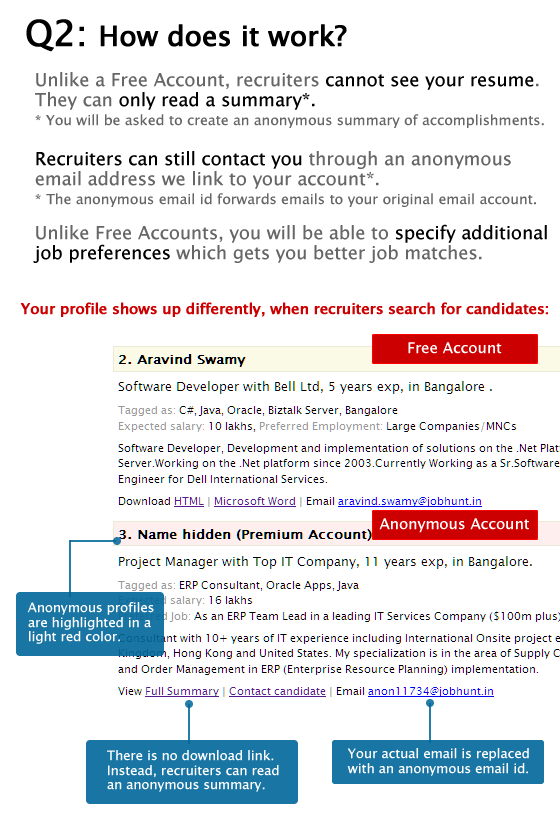 Q2: How does it work?
Unlike a Free Account, recruiters cannot see your resume.
They can only read a summary*.
* You will be asked to create an anonymous summary of accomplishments.
Recruiters can still contact you through an anonymous
email address we link to your account*.
* The anonymous email id forwards emails to your original email account.
Unlike Free Accounts, you will be able to specify additional
job preferences which gets you better job matches.
Your profile shows up differently, when recruiters search for candidates:
Free Account
2. Aravind Swamy
Software Developer with Bell Ltd, 5 years exp, in Bangalore .
Tagged as: C#, Java, Oracle, Biztalk Server, Bangalore
Expected salary: 10 lakhs, Preferred Employment: Large Companies/MNCs
Software Developer, Development and implementation of solutions on the .Net Plat
Server.Working on the .Net platform since 2003.Currently Working as a Sr.Software
Engineer for Dell International Services.
Download HTML | Microsoft Word | Email aravind.swamy@jobhunt.in
Anonymous Account
3. Name hidden (Premium Account)
Project Manager with Top IT Company, 11 years exp, in Bangalore.
Tagged as: ERP Consultant, Oracle Apps, Java
salary: 16 lakhs
Job: As an ERP Team Lead in a leading IT Services Company ($100m plus)
Consultant with 10+ years of IT experience including International Onsite project e
Kingdom, Hong Kong and United States. My specialization is in the area of Supply C
and Order Management in ERP (Enterprise Resource Planning) implementation.
View Full Summary | Contact candidate | Email anon11734@jobhunt.in
Anonymous profiles
are highlighted in a
light red color.
There is no download link.
Instead, recruiters can read
an anonymous summary.
Your actual email is replaced
with an anonymous email id.